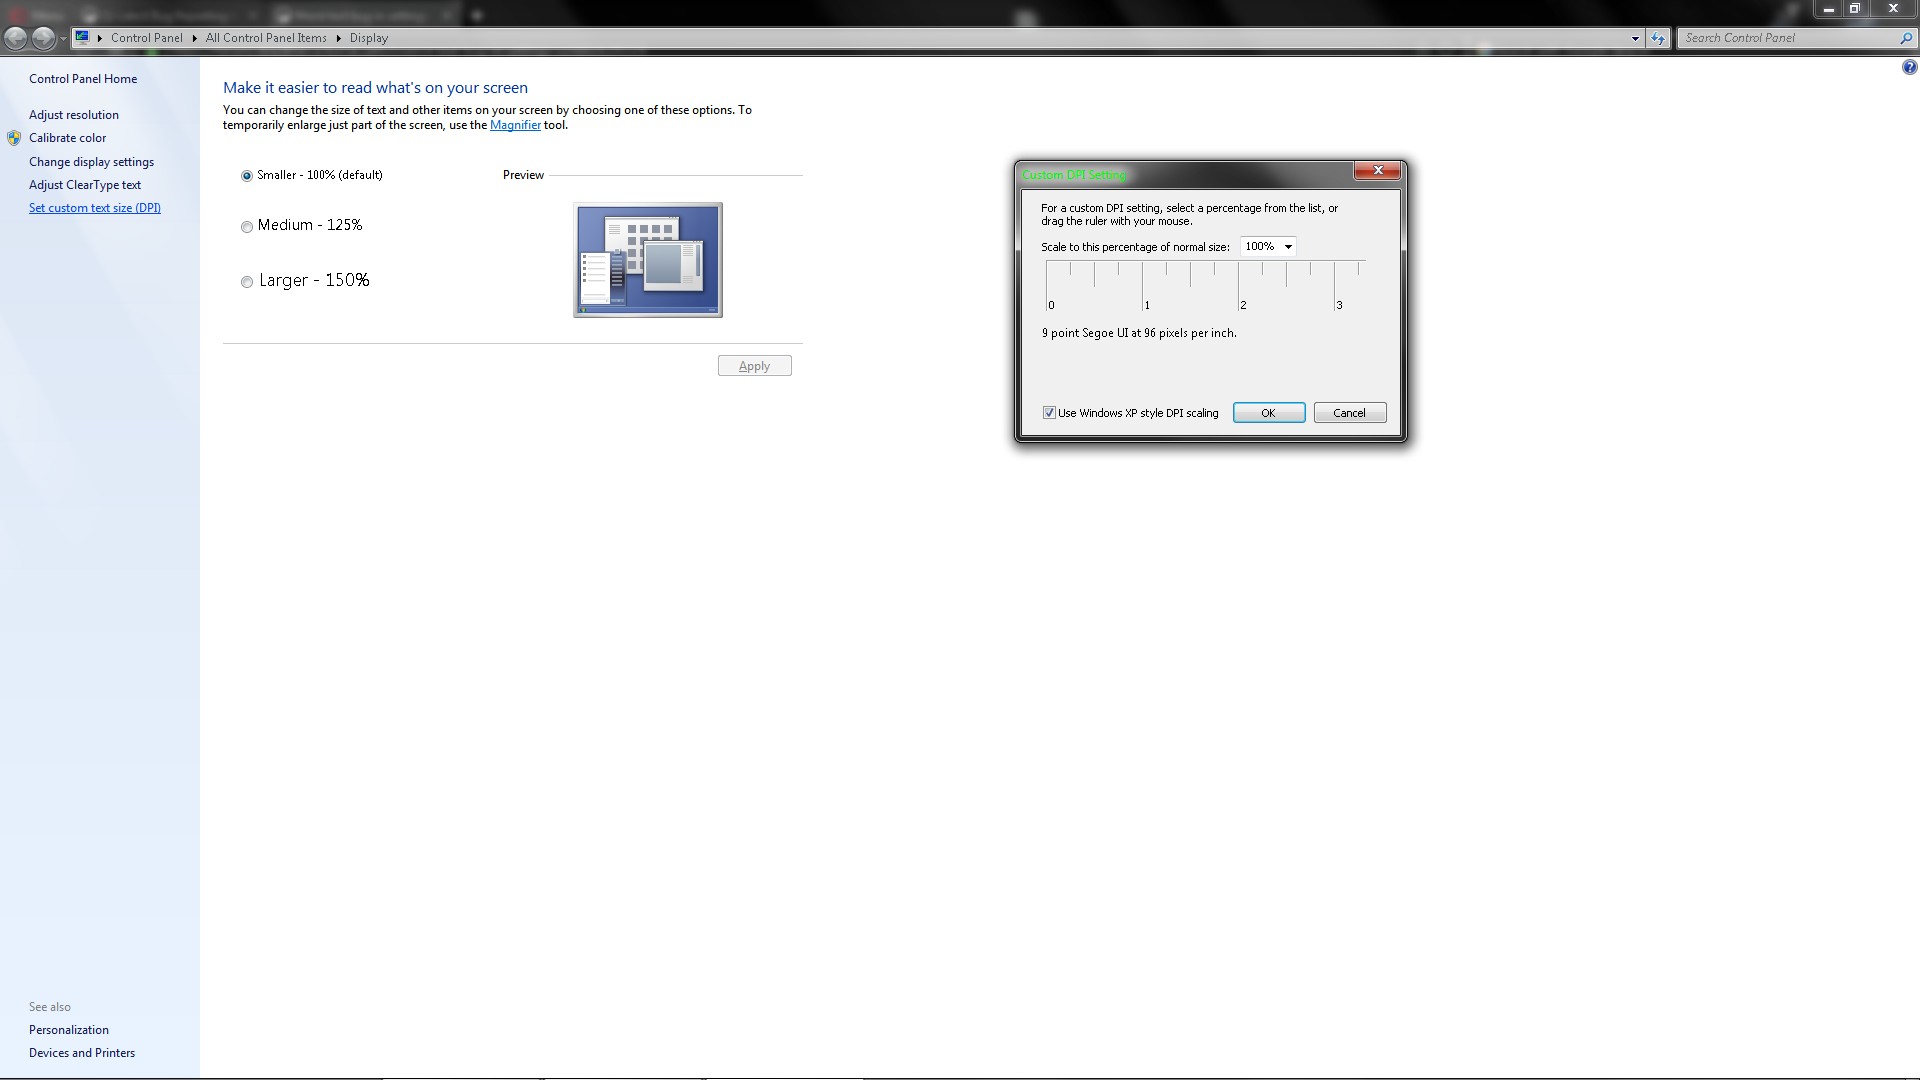 Control Panel
All Control Panel Items
Display
Search Control Panel
Control Panel Home
Adjust resolution
Calibrate color
Change display settings
Adjust ClearType text
Set custom text size (DPI)
Make it easier to read what's on your screen
You can change the size of text and other items on your screen by choosing one of these options. To
temporarily enlarge just part of the screen, use the Magnifier tool.
Smaller - 100% (default)
Preview
Medium - 125%
Larger - 150%
Apply
Custom DPI Setting
For a custom DPI setting, select a percentage from the list, or
drag the ruler with your mouse.
Scale to this percentage of normal size: 100%
0 1 2 3
9 point Segoe UI at 96 pixels per inch.
Use Windows XP style DPI scaling
OK
Cancel
See also
Personalization
Devices and Printers